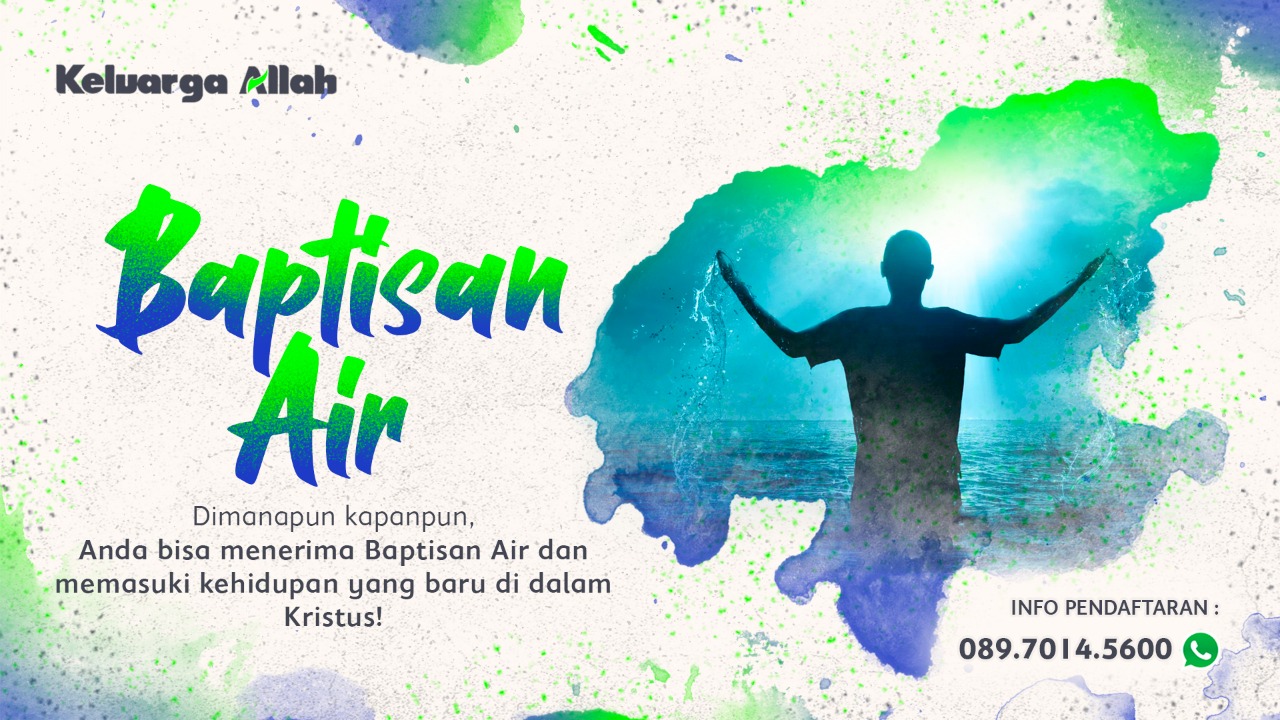 Keluarga Allah
Baptisan
Air
Dimanapun kapanpun,
Anda bisa menerima Baptisan Air dan
memasuki kehidupan yang baru di dalam
Kristus!
INFO PENDAFTARAN :
089.7014.5600